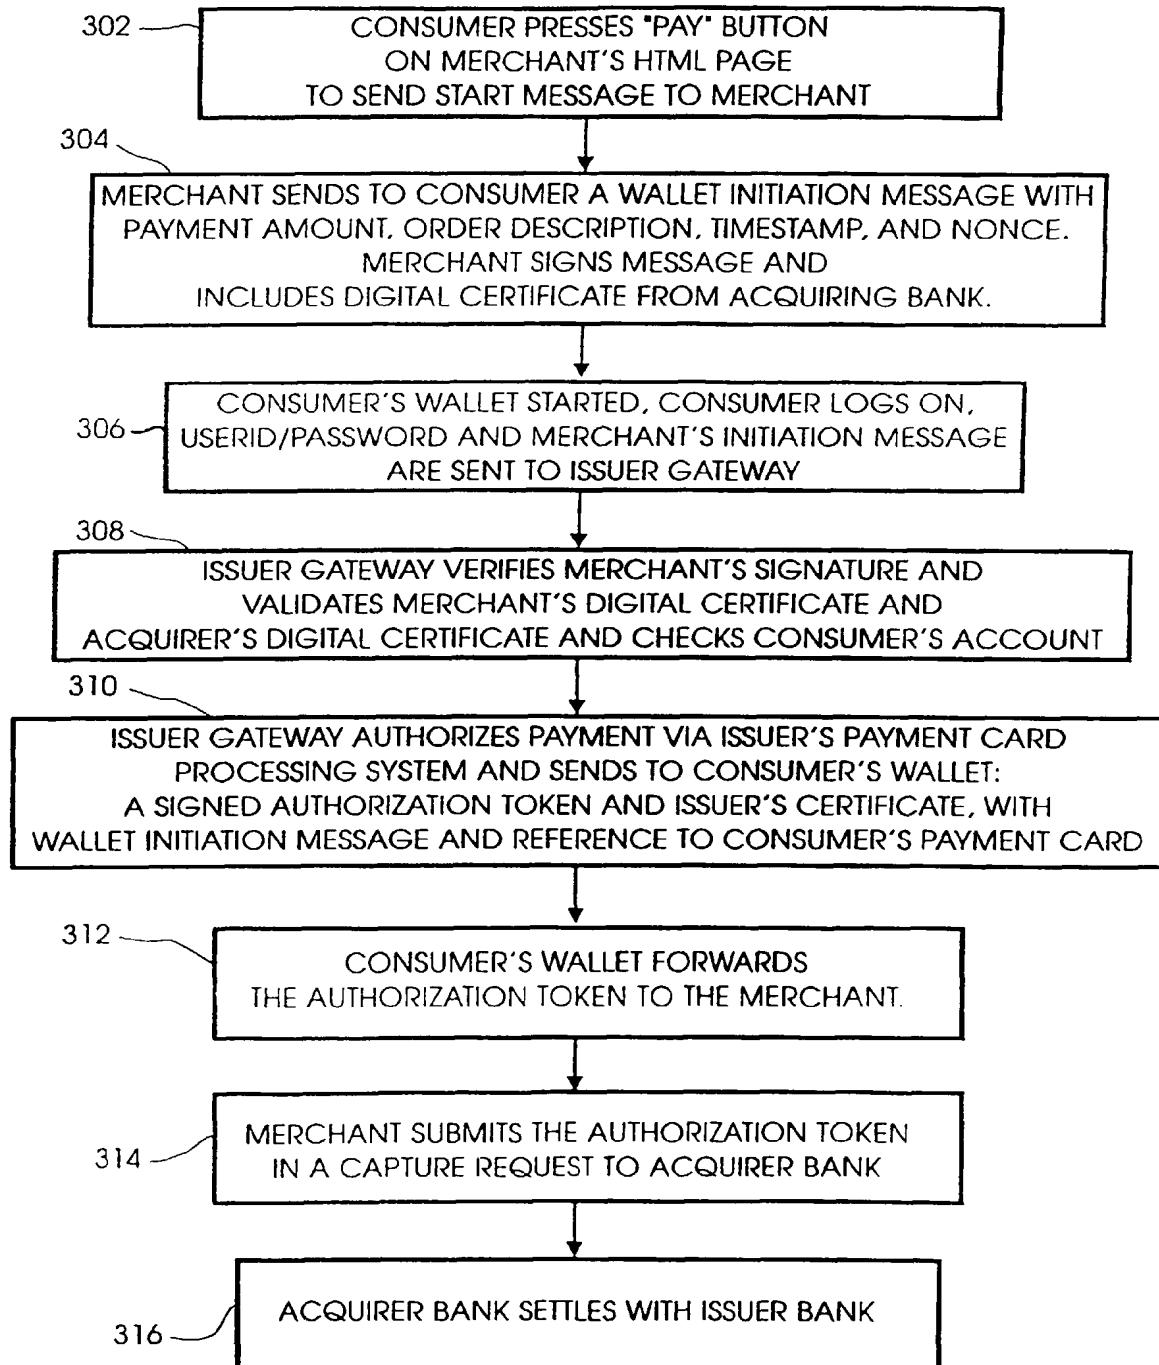 302
CONSUMER PRESSES "PAY" BUTTON
ON MERCHANT'S HTML PAGE
TO SEND START MESSAGE TO MERCHANT
304
MERCHANT SENDS TO CONSUMER A WALLET INITIATION MESSAGE WITH
PAYMENT AMOUNT, ORDER DESCRIPTION, TIMESTAMP, AND NONCE.
MERCHANT SIGNS MESSAGE AND
INCLUDES DIGITAL CERTIFICATE FROM ACQUIRING BANK.
306
CONSUMER'S WALLET STARTED, CONSUMER LOGS ON,
USERID/PASSWORD AND MERCHANT'S INITIATION MESSAGE
ARE SENT TO ISSUER GATEWAY
308
ISSUER GATEWAY VERIFIES MERCHANT'S SIGNATURE AND
VALIDATES MERCHANT'S DIGITAL CERTIFICATE AND
ACQUIRER'S DIGITAL CERTIFICATE AND CHECKS CONSUMER'S ACCOUNT
310
ISSUER GATEWAY AUTHORIZES PAYMENT VIA ISSUER'S PAYMENT CARD
PROCESSING SYSTEM AND SENDS TO CONSUMER'S WALLET:
A SIGNED AUTHORIZATION TOKEN AND ISSUER'S CERTIFICATE, WITH
WALLET INITIATION MESSAGE AND REFERENCE TO CONSUMER'S PAYMENT CARD
312
CONSUMER'S WALLET FORWARDS
THE AUTHORIZATION TOKEN TO THE MERCHANT.
314
MERCHANT SUBMITS THE AUTHORIZATION TOKEN
IN A CAPTURE REQUEST TO ACQUIRER BANK
316
ACQUIRER BANK SETTLES WITH ISSUER BANK